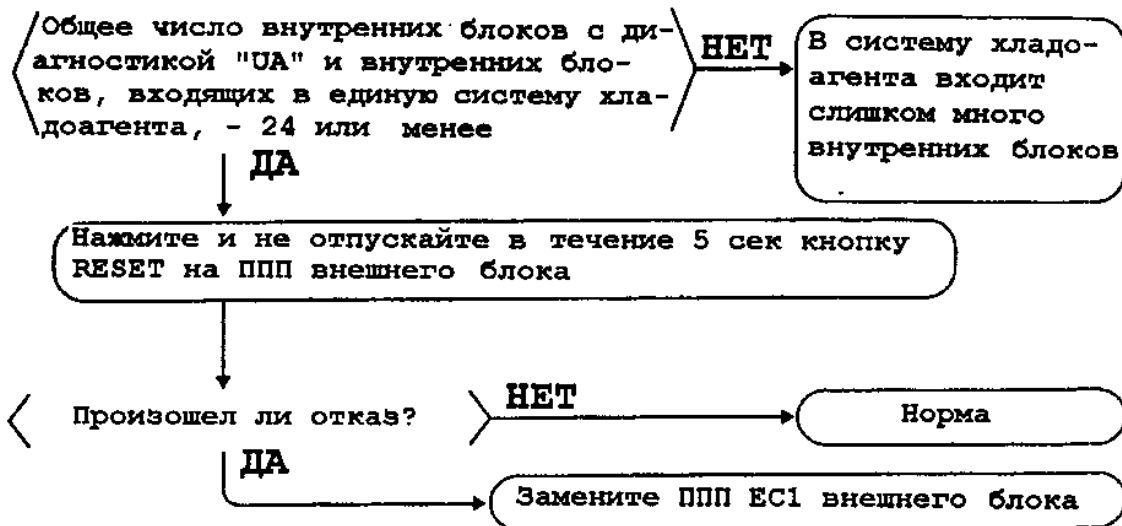 Общее число внутренних блоков с ди-
агностикой "UA" и внутренних бло-
ков, входящих в единую систему хла-
доагента, - 24 или менее
НЕТ
В систему хладо-
агента входит
слишком много
внутренних блоков
ДА
Нажмите и не отпускайте в течение 5 сек кнопку
RESET на ППП внешнего блока
Произошел ли отказ?
НЕТ
Норма
ДА
Замените ППП EC1 внешнего блока